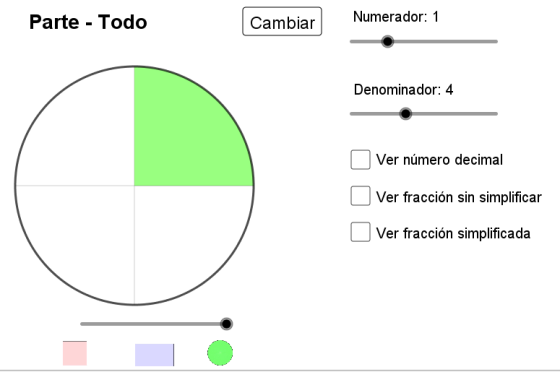 Parte - Todo
Cambiar
Numerador: 1
Denominador: 4
Ver número decimal
Ver fracción sin simplificar
Ver fracción simplificada